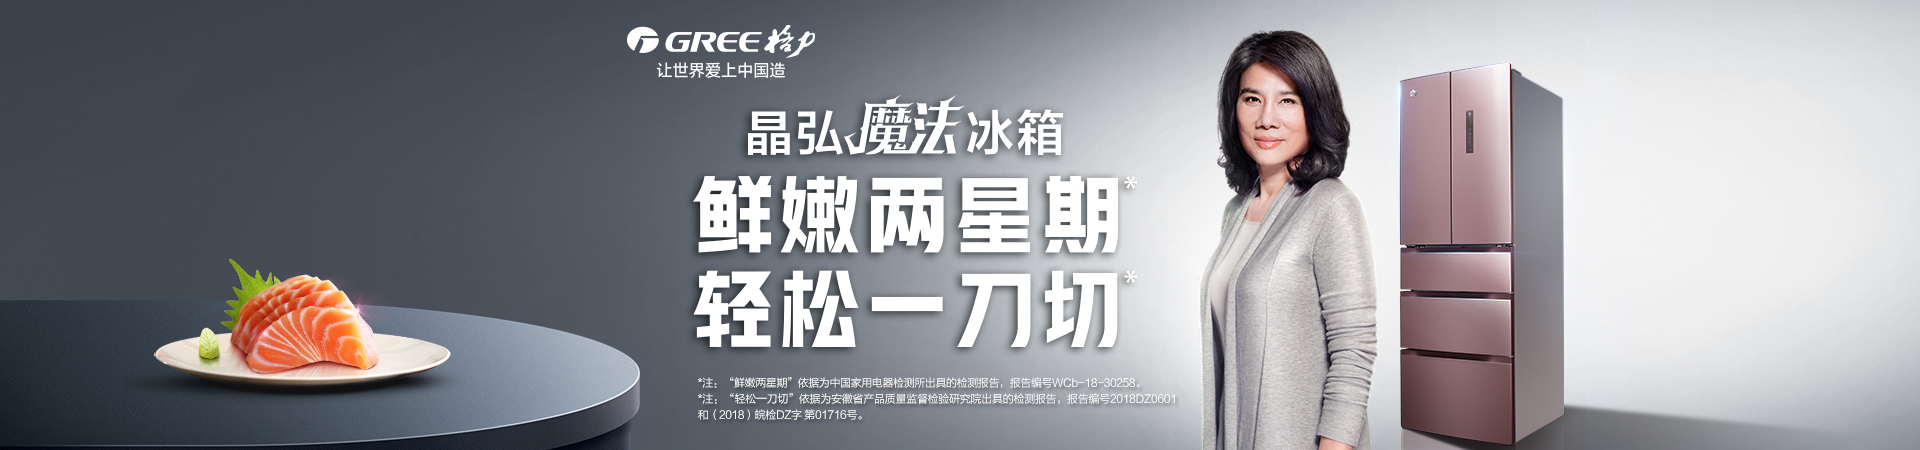 GREE 格力
让世界爱上中国造
晶弘魔法冰箱
鲜嫩两星期*
轻松一刀切*
*注：“鲜嫩两星期”依据为中国家用电器检测所出具的检测报告，报告编号WCb-18-30258。
*注：“轻松一刀切”依据为安徽省产品质量监督检验研究院出具的检测报告，报告编号2018DZ0601
和（2018）皖检DZ字 第01716号。